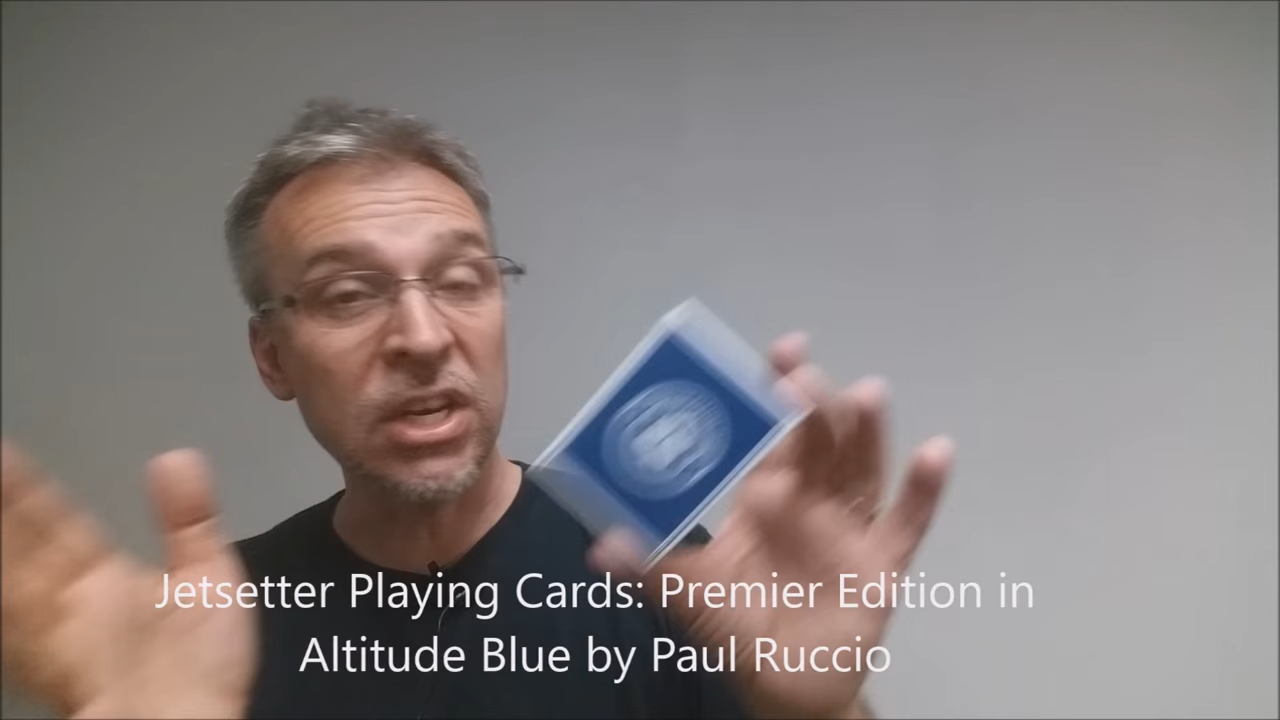 Jetsetter Playing Cards: Premier Edition in
Altitude Blue by Paul Ruccio